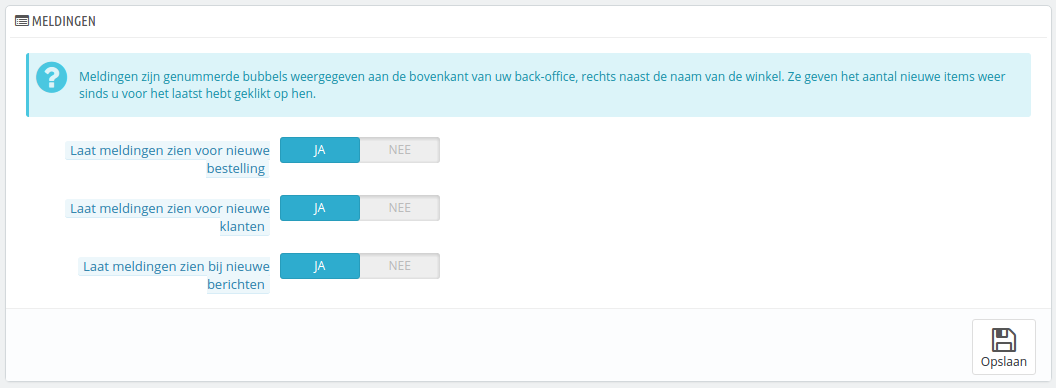 MELDINGEN
Meldingen zijn genummerde bubbels weergegeven aan de bovenkant van uw back-office, rechts naast de naam van de winkel. Ze geven het aantal nieuwe items weer
sinds u voor het laatst hebt geklikt op hen.
Laat meldingen zien voor nieuwe
bestelling
JA NEE
Laat meldingen zien voor nieuwe
klanten
JA NEE
Laat meldingen zien bij nieuwe
berichten
JA NEE
Opslaan